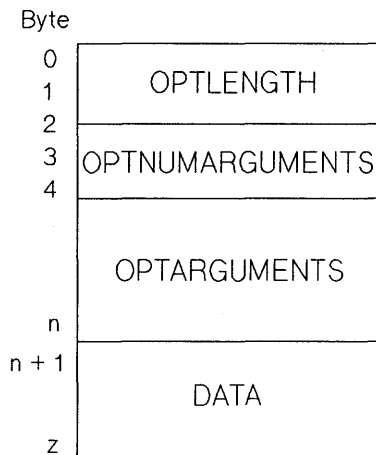 Byte
0
1
OPTLENGTH
2
3
OPTNUMARGUMENTS
4
OPTARGUMENTS
n
n + 1
DATA
z